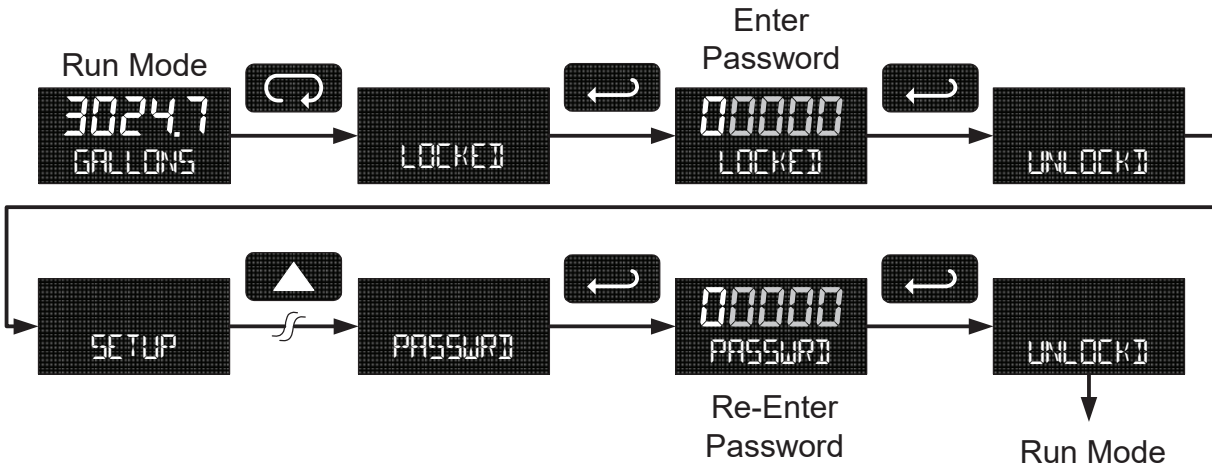 Enter
Password
Run Mode
3024.7
GALLONS
LOCKED
00000
LOCKED
UNLOCKD
SETUP
PASSWRD
00000
PASSWRD
UNLOCKD
Re-Enter
Password
Run Mode